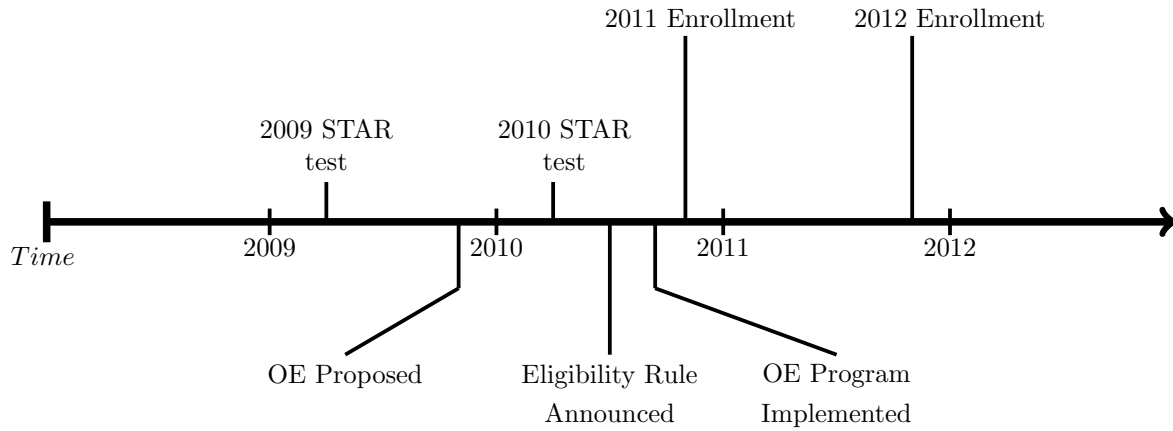 2011 Enrollment
2012 Enrollment
2009 STAR
test
2010 STAR
test
Time
2009
2010
2011
2012
OE Proposed
Eligibility Rule
Announced
OE Program
Implemented